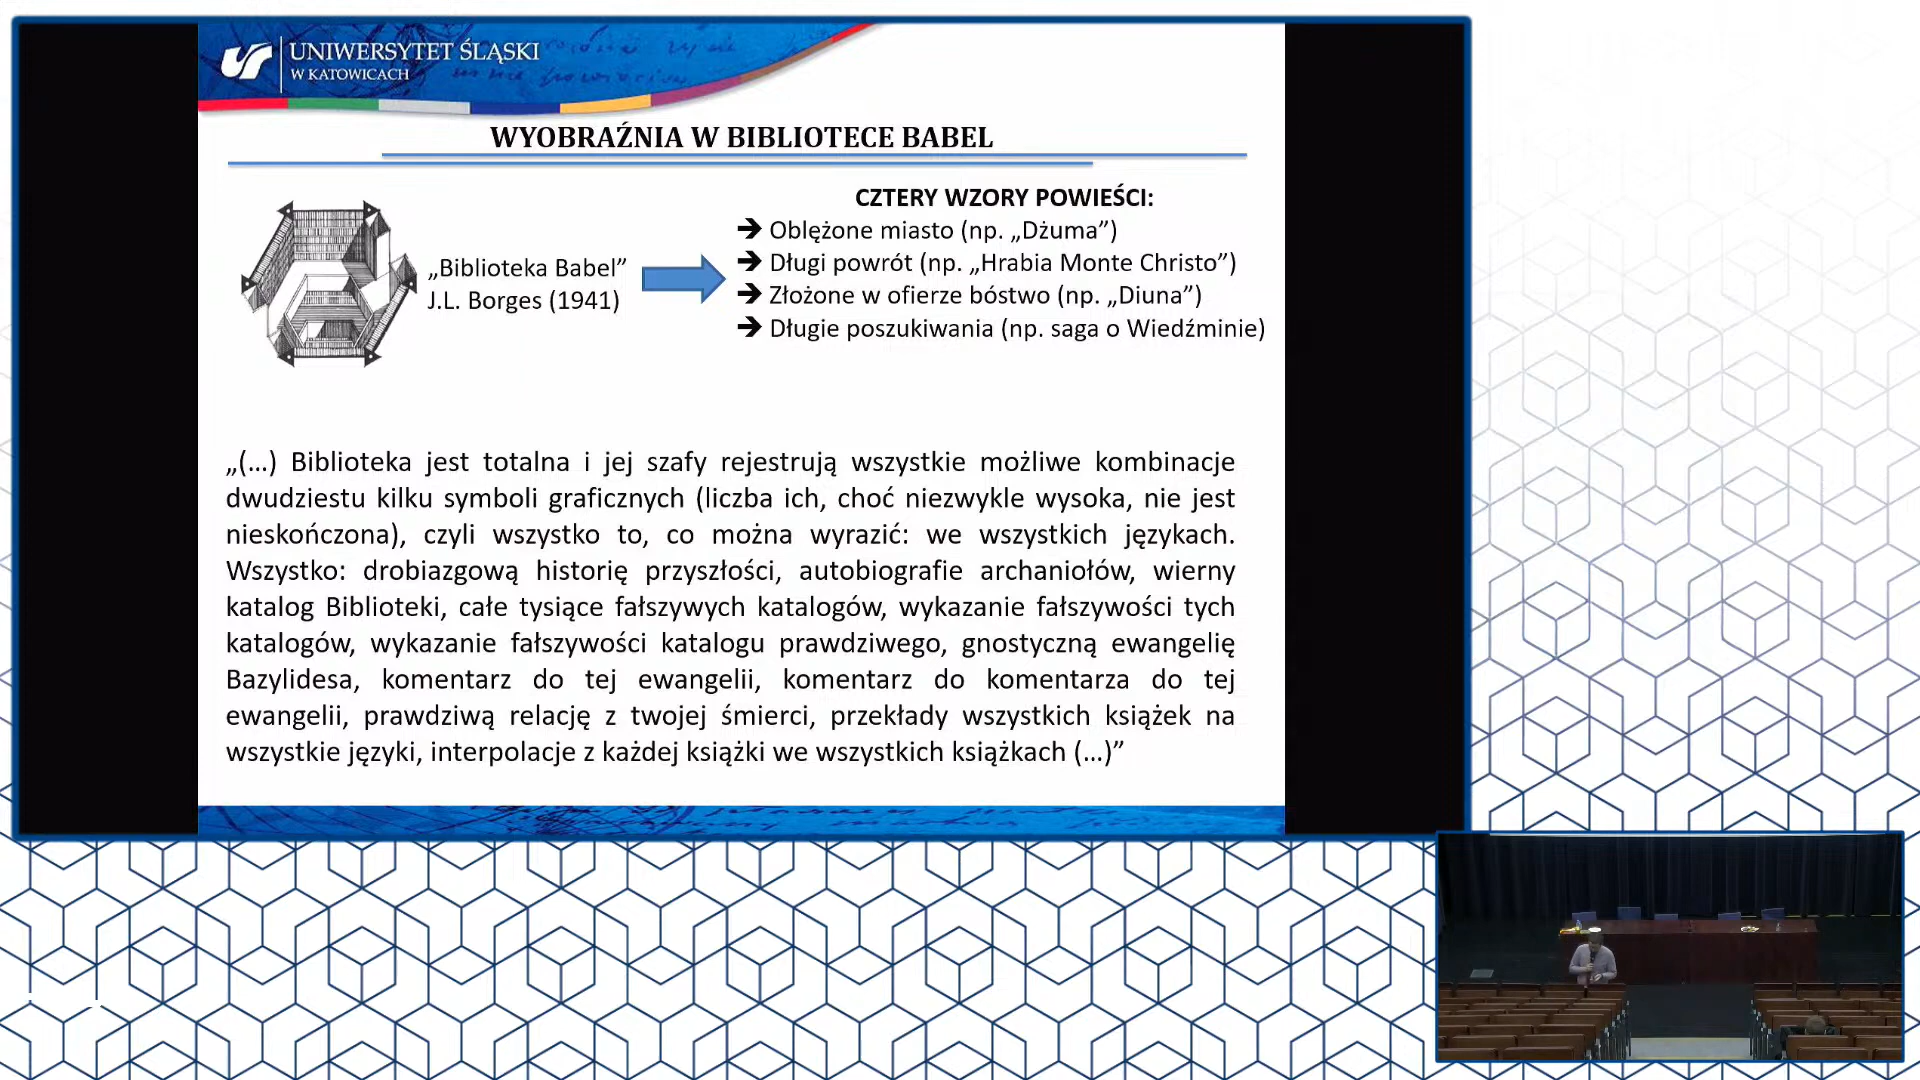 UNIWERSYTET ŚLĄSKI
W KATOWICACH
WYOBRAŹNIA W BIBLIOTECE BABEL
„Biblioteka Babel”
J.L. Borges (1941)
CZTERY WZORY POWIEŚCI:
➔ Oblężone miasto (np. „Dżuma”)
➔ Długi powrót (np. „Hrabia Monte Christo”)
➔ Złożone w ofierze bóstwo (np. „Diuna”)
➔ Długie poszukiwania (np. saga o Wiedźminie)
„(…) Biblioteka jest totalna i jej szafy rejestrują wszystkie możliwe kombinacje
dwudziestu kilku symboli graficznych (liczba ich, choć niezwykle wysoka, nie jest
nieskończona), czyli wszystko to, co można wyrazić: we wszystkich językach.
Wszystko: drobiazgową historię przyszłości, autobiografie archaniołów, wierny
katalog Biblioteki, całe tysiące fałszywych katalogów, wykazanie fałszywości tych
katalogów, wykazanie fałszywości katalogu prawdziwego, gnostyczną ewangelię
Bazylidesa, komentarz do tej ewangelii, komentarz do komentarza do tej
ewangelii, prawdziwą relację z twojej śmierci, przekłady wszystkich książek na
wszystkie języki, interpolacje z każdej książki we wszystkich książkach (…)”